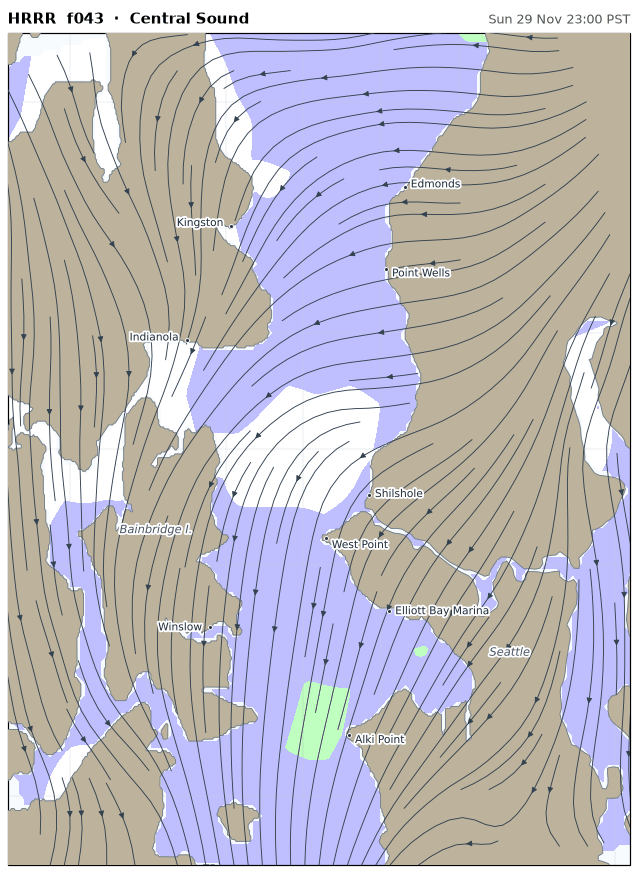 HRRR f043 · Central Sound
Sun 29 Nov 23:00 PST
Edmonds
Kingston
Point Wells
Indianola
Shilshole
Bainbridge I.
West Point
Elliott Bay Marina
Winslow
Seattle
Alki Point